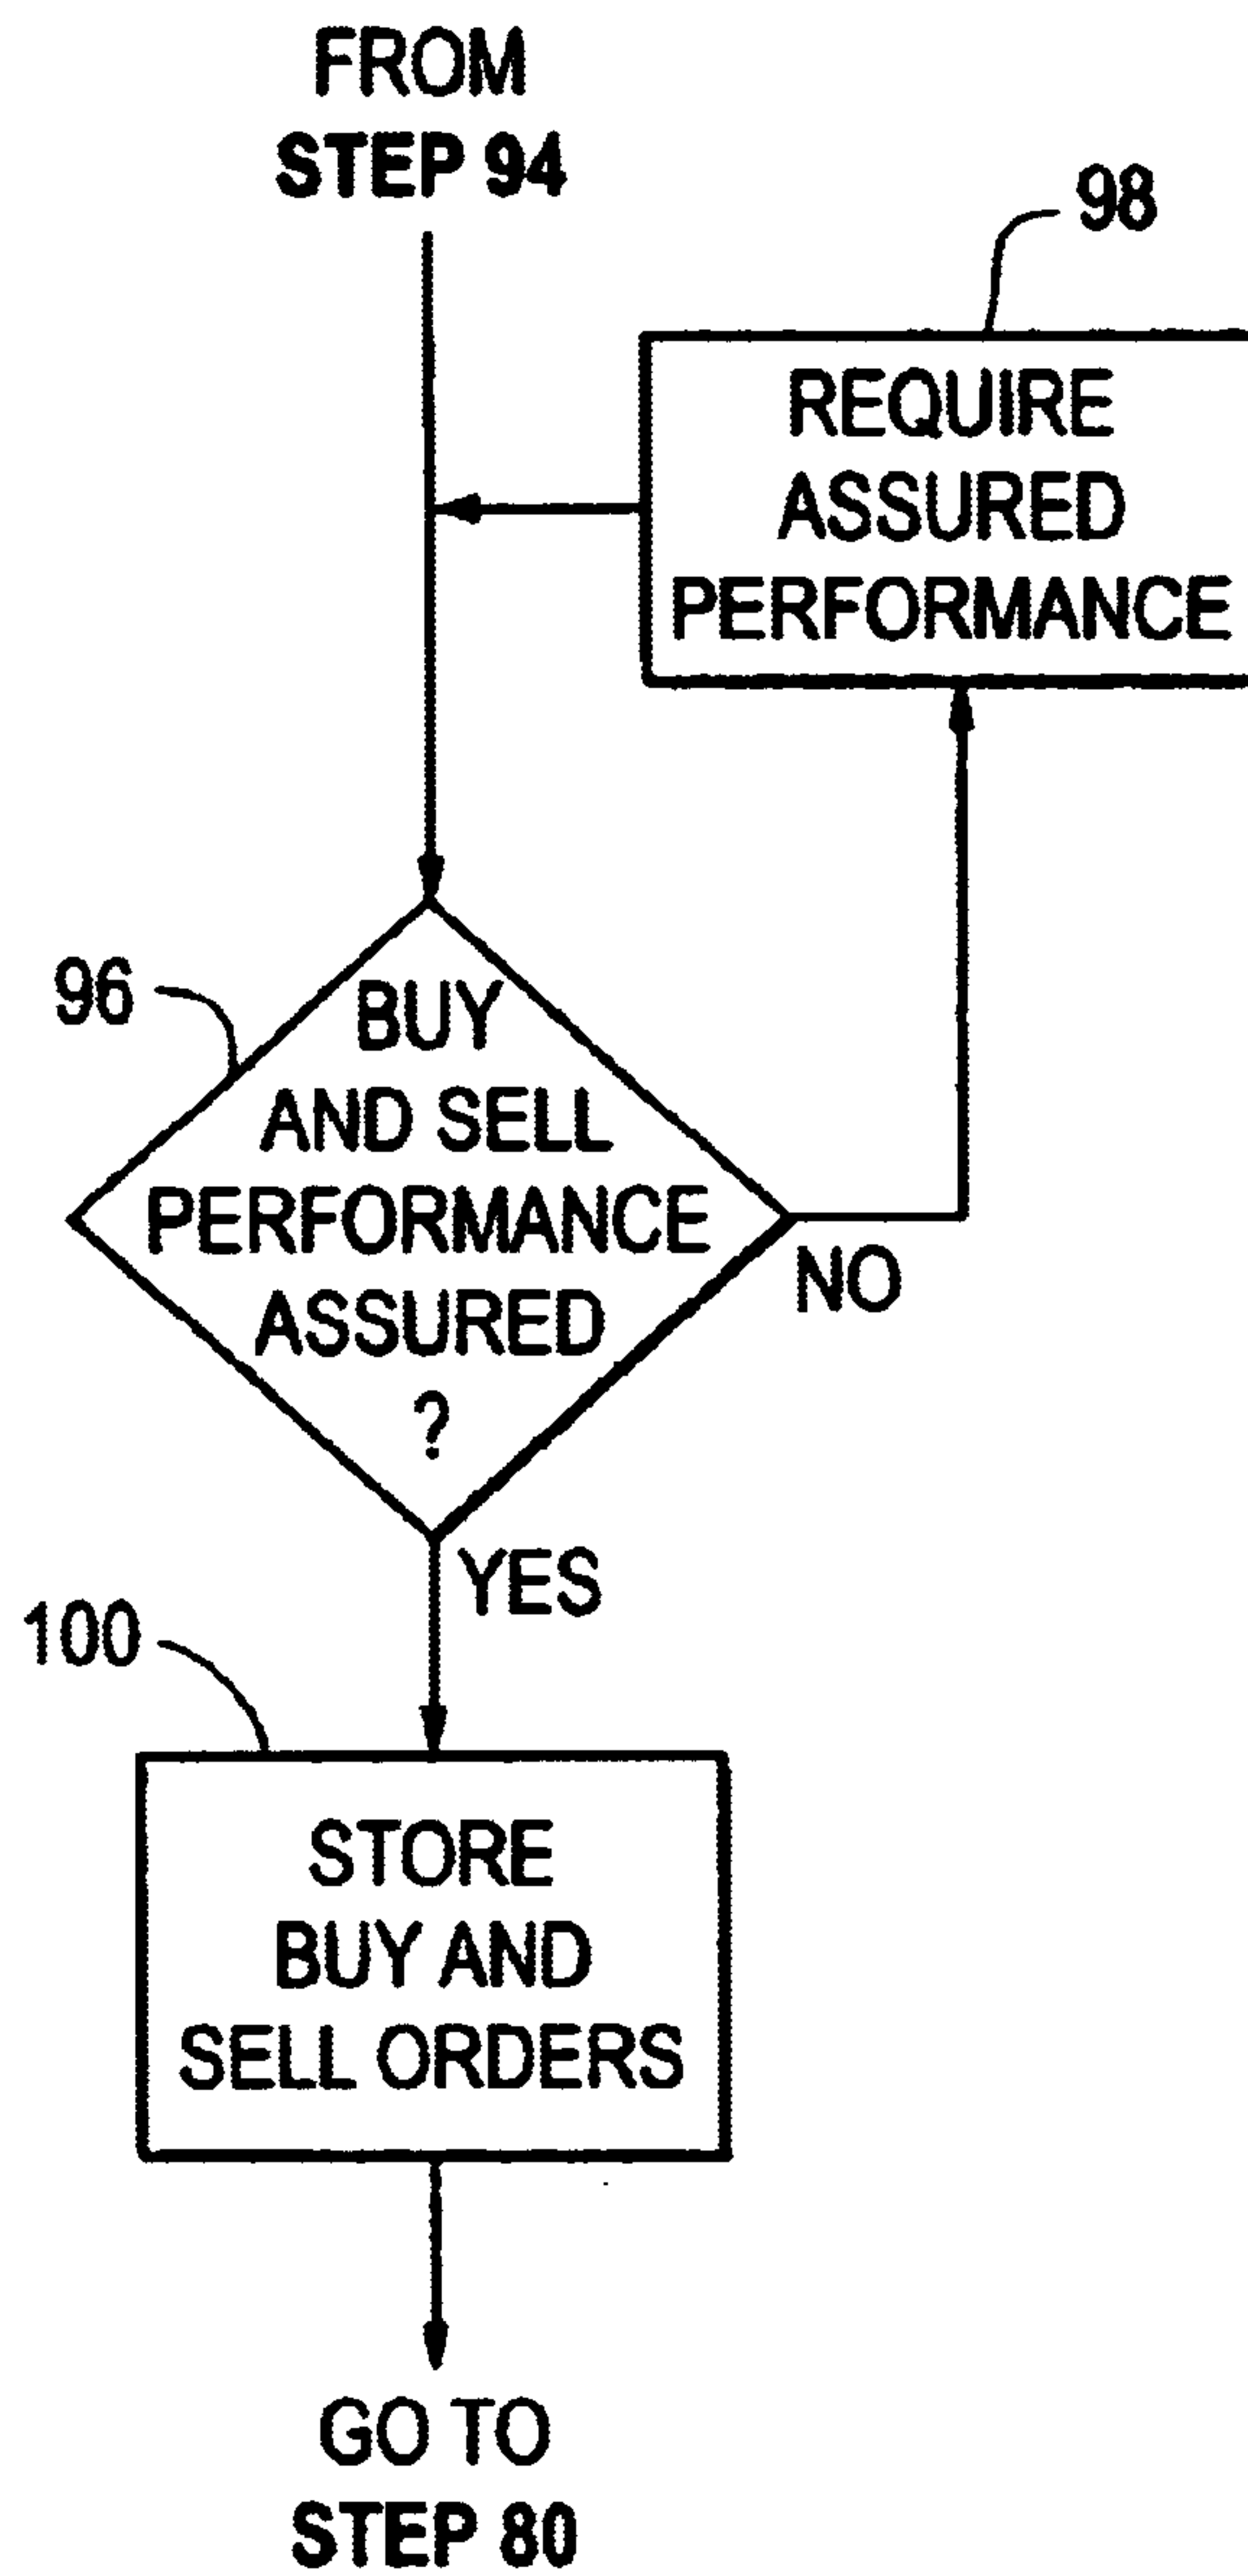 FROM
STEP 94
98
REQUIRE
ASSURED
PERFORMANCE
96
BUY
AND SELL
PERFORMANCE
ASSURED
?
NO
YES
100
STORE
BUY AND
SELL ORDERS
GO TO
STEP 80